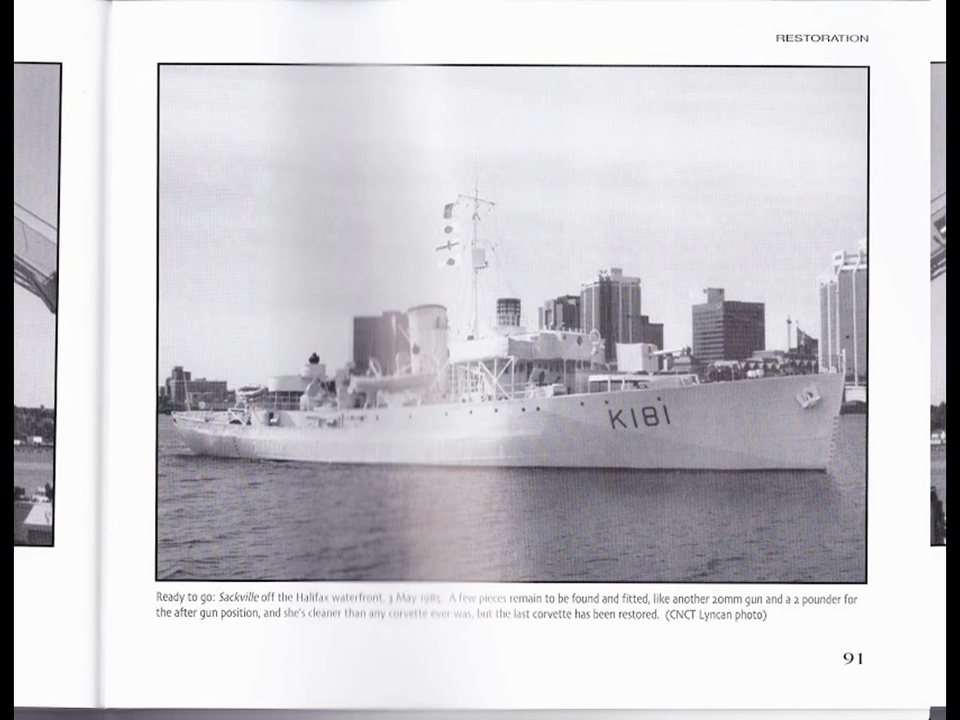 RESTORATION
K181
Ready to go: Sackville off the Halifax waterfront, 3 May 1985. A few pieces remain to be found and fitted, like another 20mm gun and a 2 pounder for
the after gun position, and she's cleaner than any corvette ever was, but the last corvette has been restored. (CNCT Lyncan photo)
91